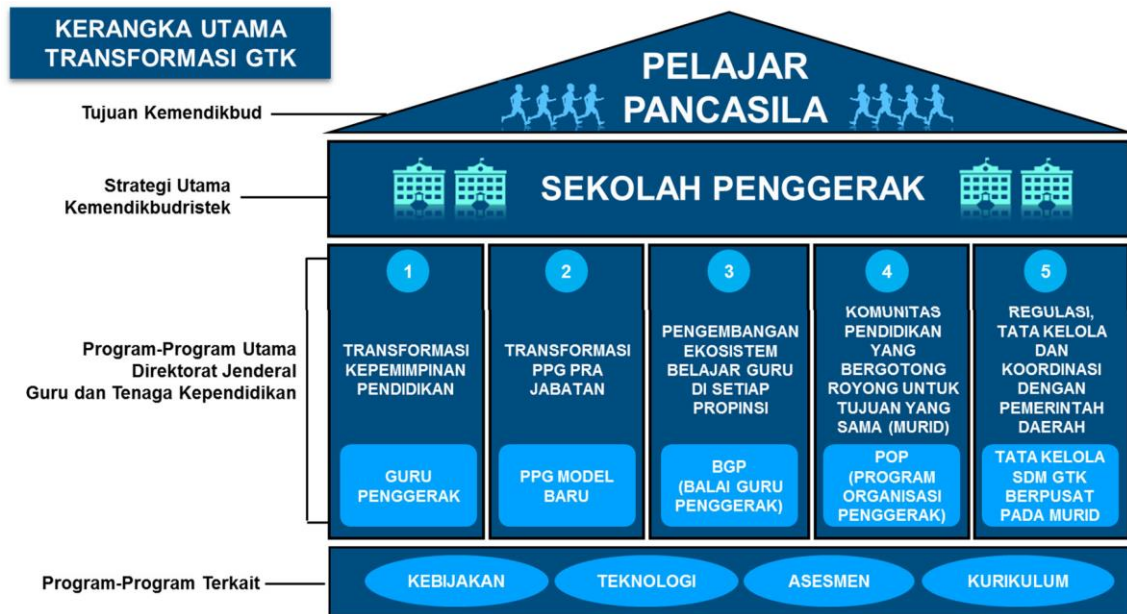 KERANGKA UTAMA
TRANSFORMASI GTK
PELAJAR
PANCASILA
Tujuan Kemendikbud
Strategi Utama
Kemendikbudristek
SEKOLAH PENGGERAK
Program-Program Utama
Direktorat Jenderal
Guru dan Tenaga Kependidikan
1
TRANSFORMASI
KEPEMIMPINAN
PENDIDIKAN
GURU
PENGGERAK
2
TRANSFORMASI
PPG PRA
JABATAN
PPG MODEL
BARU
3
PENGEMBANGAN
EKOSISTEM
BELAJAR GURU
DI SETIAP
PROPINSI
BGP
(BALAI GURU
PENGGERAK)
4
KOMUNITAS
PENDIDIKAN
YANG
BERGOTONG
ROYONG UNTUK
TUJUAN YANG
SAMA (MURID)
POP
(PROGRAM
ORGANISASI
PENGGERAK)
5
REGULASI,
TATA KELOLA
DAN
KOORDINASI
DENGAN
PEMERINTAH
DAERAH
TATA KELOLA
SDM GTK
BERPUSAT
PADA MURID
Program-Program Terkait
KEBIJAKAN
TEKNOLOGI
ASESMEN
KURIKULUM